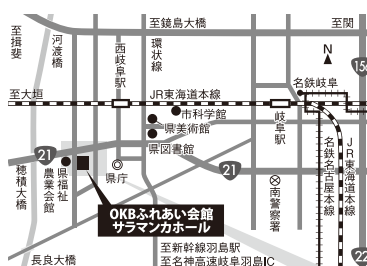 至鏡島大橋
至関
至揖斐
河渡橋
西岐阜駅
環状線
N
15
名鉄岐阜
至大垣
JR東海道本線
市科学館
県美術館
県図書館
岐阜駅
21
穂積大橋
県福祉
農業会館
県庁
21
南警察署
名鉄名古屋本線
JR東海道本線
OKBふれあい会館
サラマンカホール
長良大橋
至新幹線羽島駅
至名神高速岐阜羽島IC
22